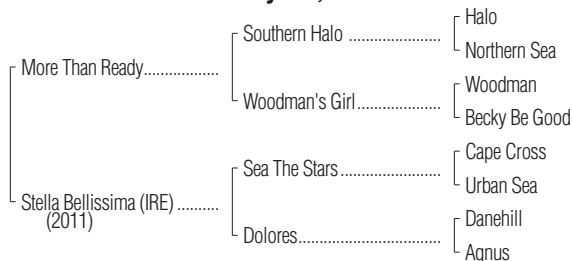 Halo
Southern Halo ....................
Northern Sea
More Than Ready................
Woodman
Woodman's Girl..................
Becky Be Good
Cape Cross
Sea The Stars ......................
Urban Sea
Stella Bellissima (IRE) .........
(2011)
Danehill
Dolores...............................
Agnus